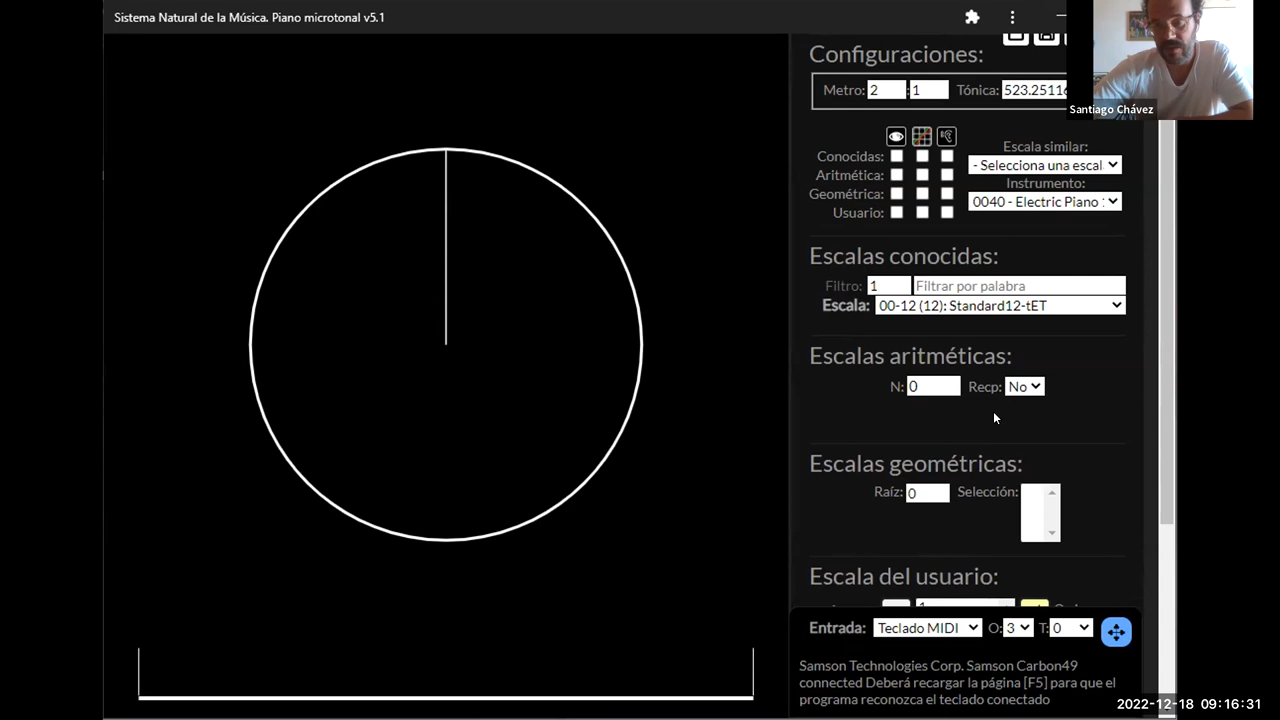 Sistema Natural de la Música. Piano microtonal v5.1
Santiago Chávez
Configuraciones:
Metro: 2 : 1 Tónica: 523.2511
Conocidas:
Aritmética:
Geométrica:
Usuario:
Escala similar:
- Selecciona una escal
Instrumento:
0040 - Electric Piano
Escalas conocidas:
Filtro: 1 Filtrar por palabra
Escala: 00-12 (12): Standard12-tET
Escalas aritméticas:
N: 0 Recp: No
Escalas geométricas:
Raíz: 0 Selección:
Escala del usuario:
Entrada: Teclado MIDI O: 3 T: 0
Samson Technologies Corp. Samson Carbon49
connected Deberá recargar la página [F5] para que el
programa reconozca el teclado conectado
2022-12-18 09:16:31